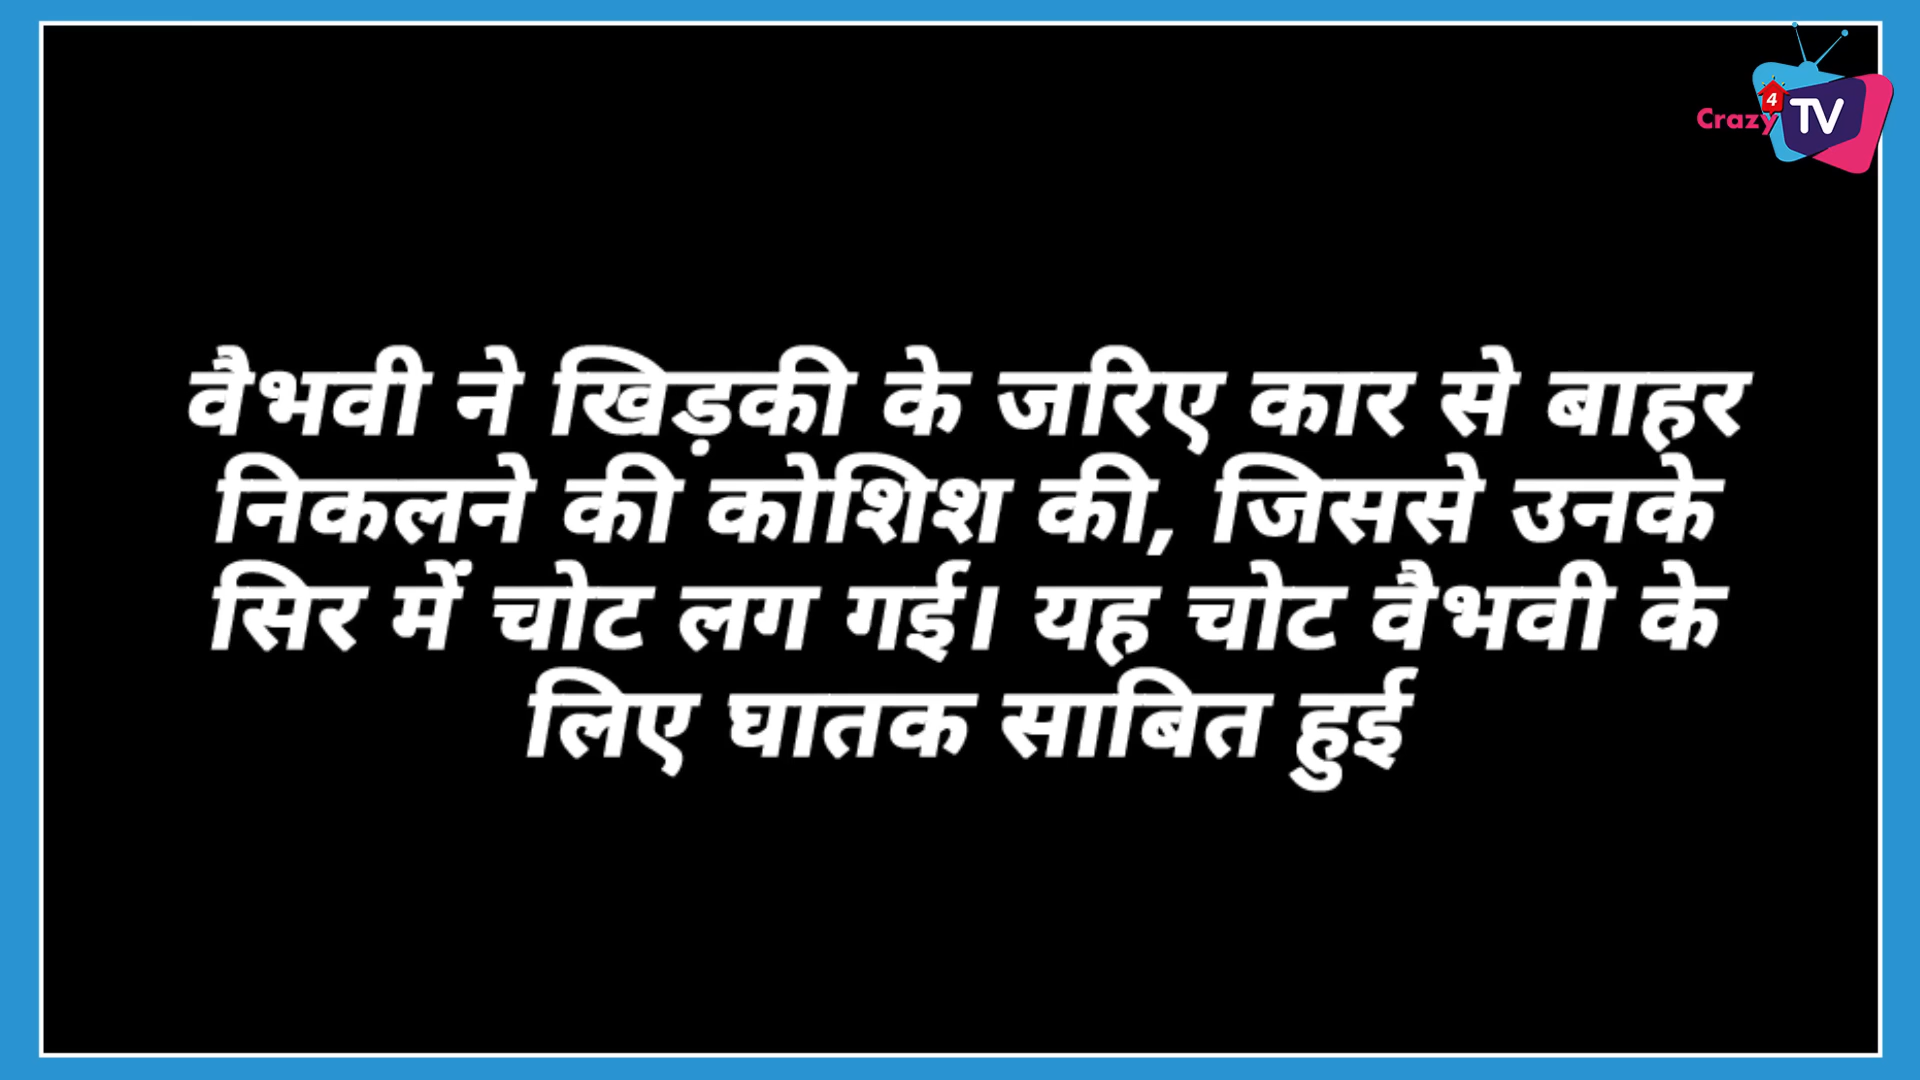 Crazy 4 TV
वैभवी ने खिड़की के जरिए कार से बाहर
निकलने की कोशिश की, जिससे उनके
सिर में चोट लग गई। यह चोट वैभवी के
लिए घातक साबित हुई